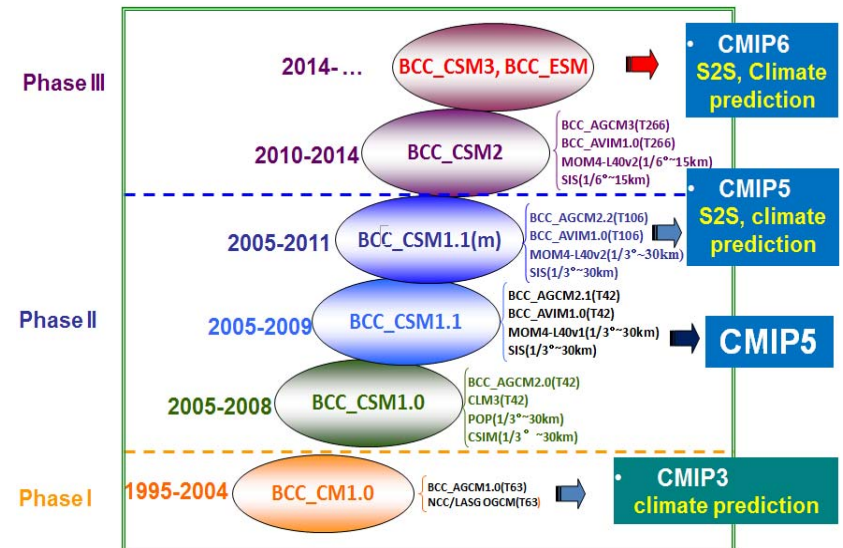 Phase III
2014-...
BCC_CSM3, BCC_ESM
• CMIP6
S2S, Climate
prediction
2010-2014
BCC_CSM2
BCC_AGCM3(T266)
BCC_AVIM1.0(T266)
MOM4-L40v2(1/6°~15km)
SIS(1/6°~15km)
Phase II
2005-2011
BCC_CSM1.1(m)
BCC_AGCM2.2(T106)
BCC_AVIM1.0(T106)
MOM4-L40v2(1/3°~30km)
SIS(1/3°~30km)
• CMIP5
S2S, climate
prediction
2005-2009
BCC_CSM1.1
BCC_AGCM2.1(T42)
BCC_AVIM1.0(T42)
MOM4-L40v1(1/3°~30km)
SIS(1/3°~30km)
CMIP5
2005-2008
BCC_CSM1.0
BCC_AGCM2.0(T42)
CLM3(T42)
POP(1/3°~30km)
CSIM(1/3°~30km)
Phase I
1995-2004
BCC_CM1.0
BCC_AGCM1.0(T63)
NCC/LASG OGCM(T63)
• CMIP3
climate prediction